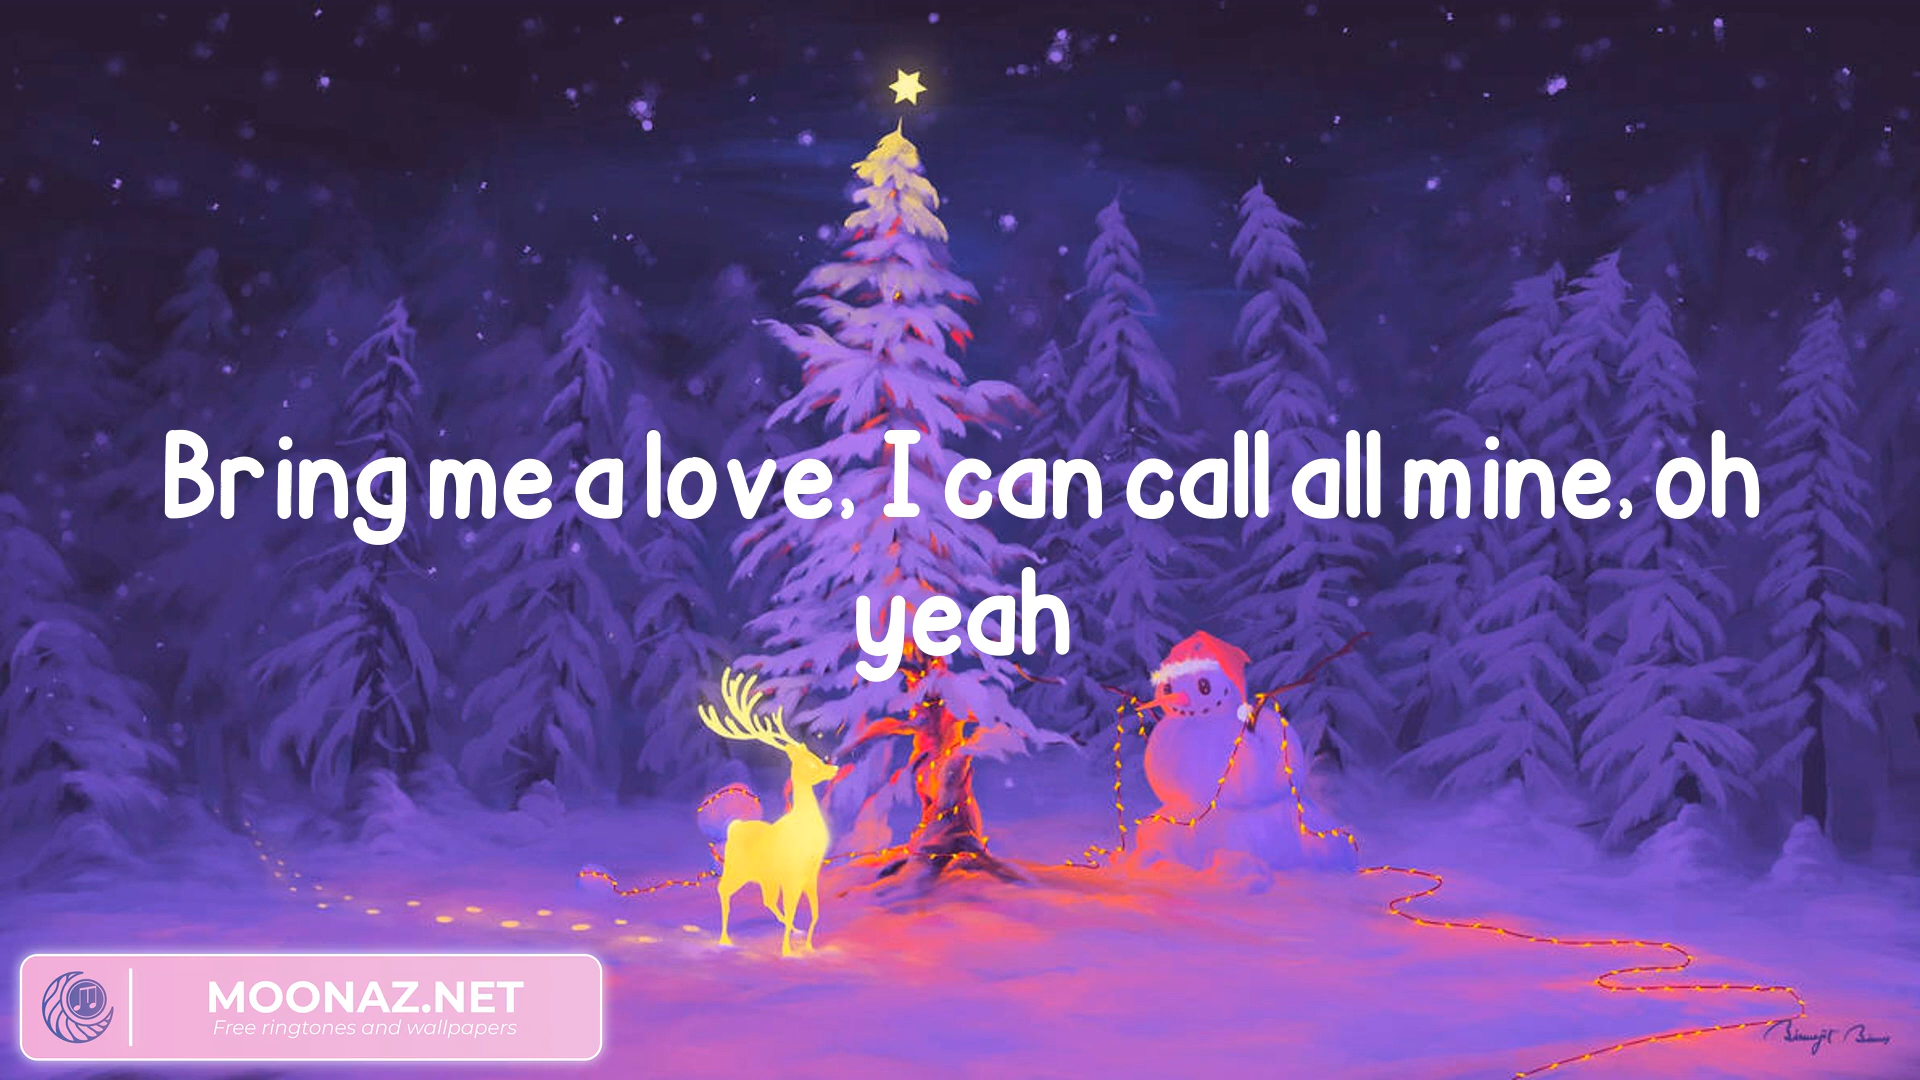 Bring me a love, I can call all mine, oh
yeah
MOONAZ.NET
Free ringtones and wallpapers